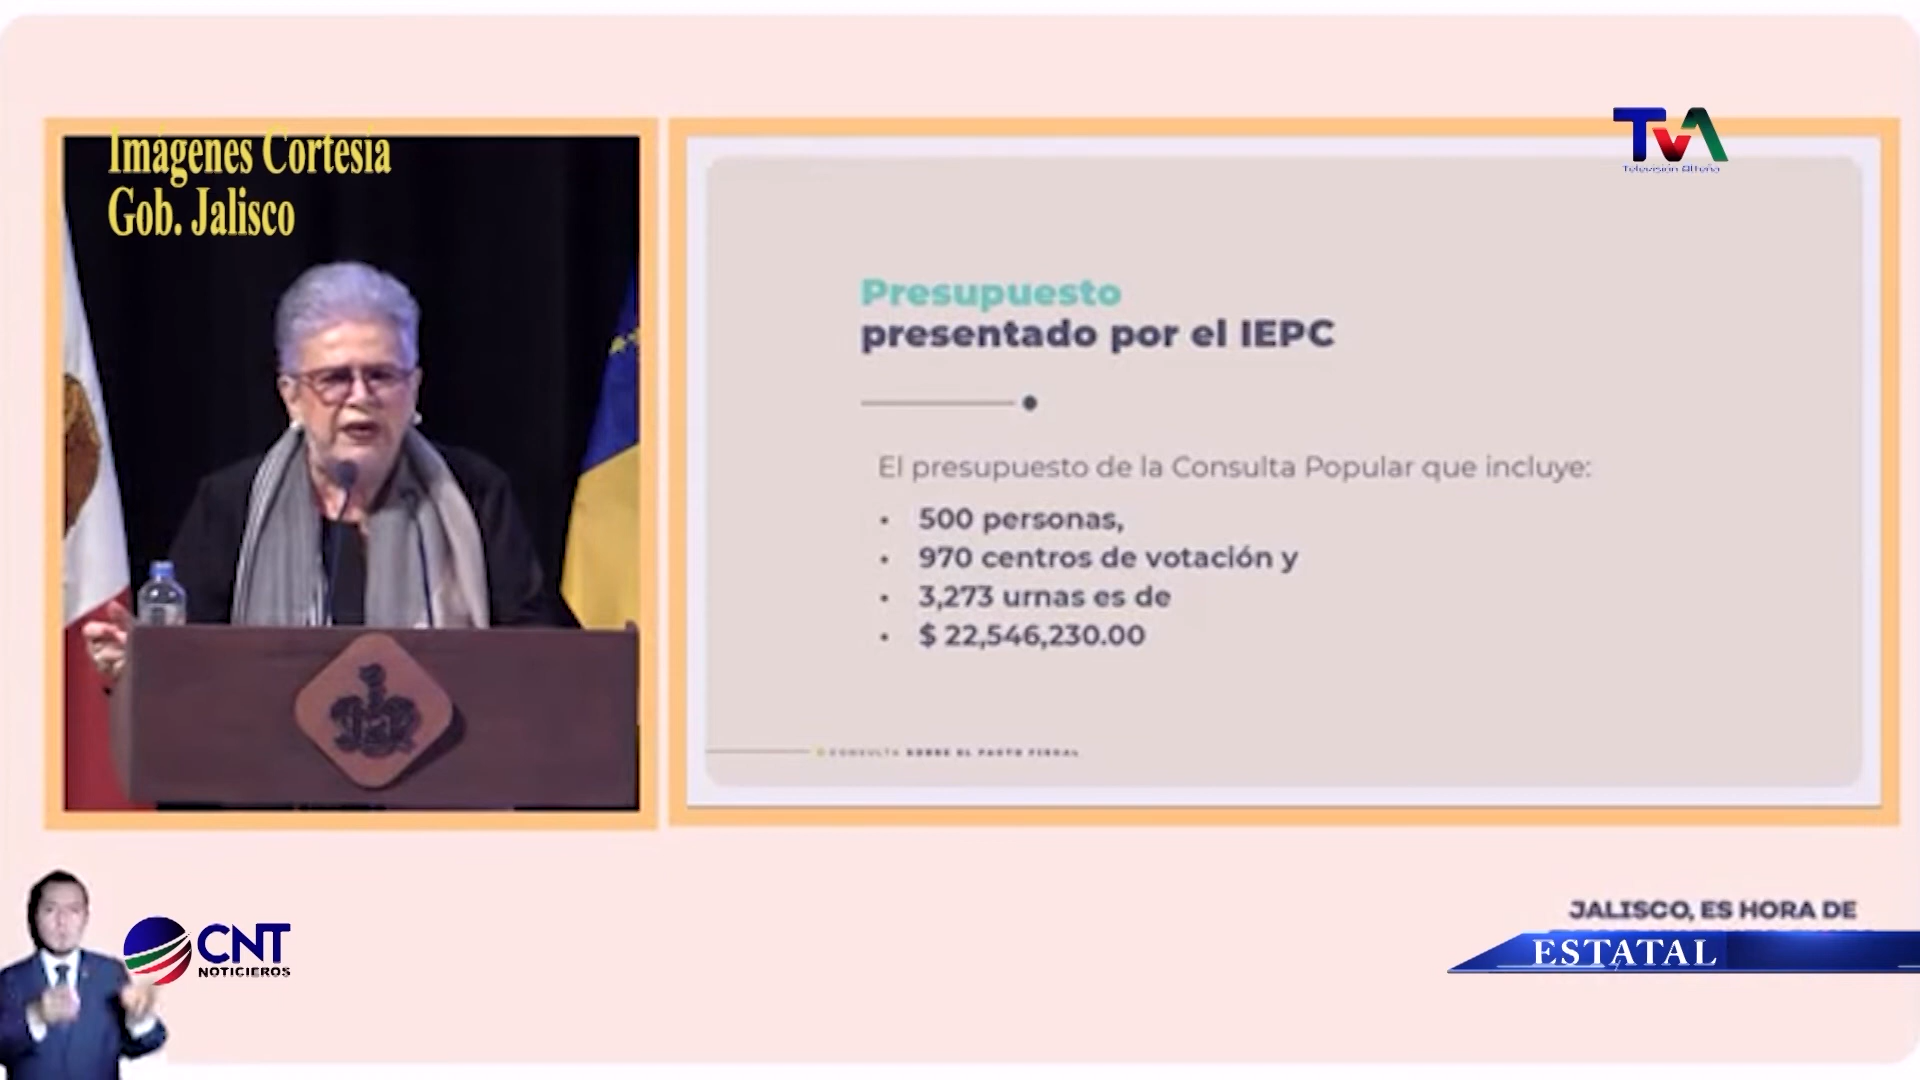 Imágenes Cortesía
Gob. Jalisco
TvA
Televisión Alteña
Presupuesto
presentado por el IEPC
El presupuesto de la Consulta Popular que incluye:
• 500 personas,
• 970 centros de votación y
• 3,273 urnas es de
• $ 22,546,230.00
CONSULTA SOBRE EL PACTO FISCAL
CNT
NOTICIEROS
JALISCO, ES HORA DE
ESTATAL